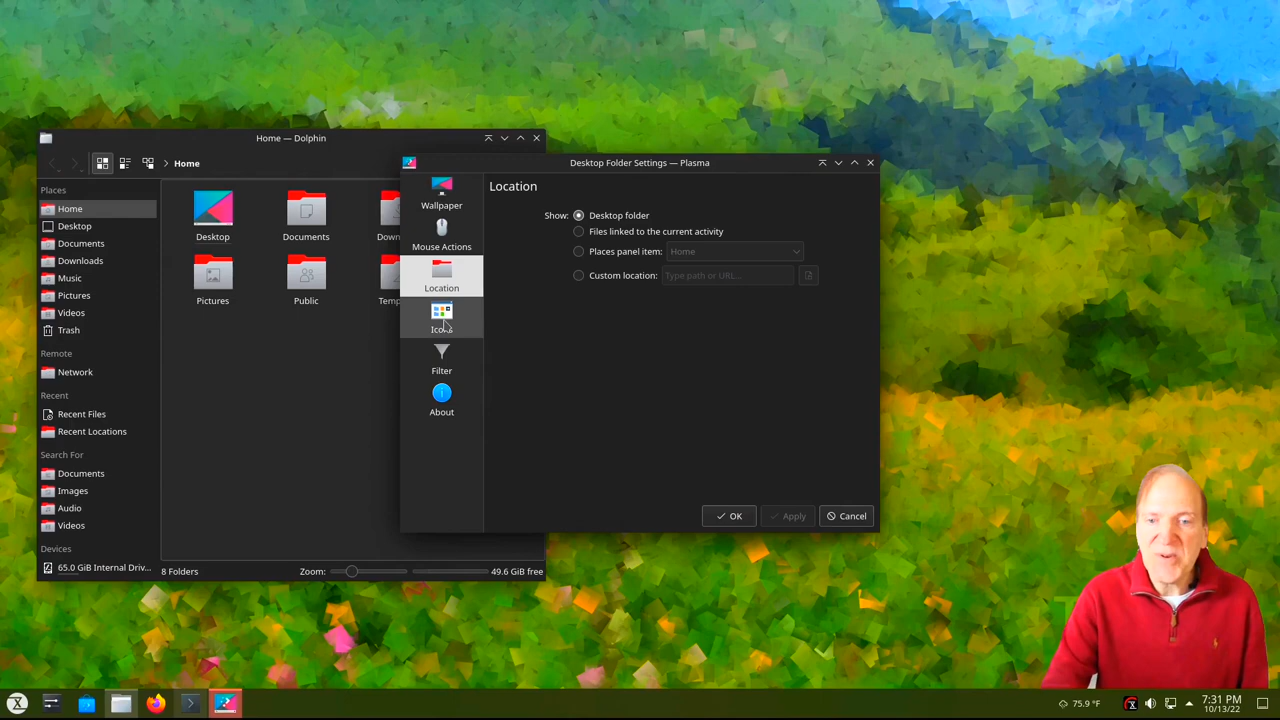 Home — Dolphin
Home
Places
Home
Desktop
Documents
Downloads
Music
Pictures
Videos
Trash
Remote
Network
Recent
Recent Files
Recent Locations
Search For
Documents
Images
Audio
Videos
Devices
65.0 GiB Internal Driv...
Desktop
Documents
Down
Pictures
Public
Temp
8 Folders
Zoom:
49.6 GiB free
Desktop Folder Settings — Plasma
Wallpaper
Mouse Actions
Location
Icons
Filter
About
Location
Show: Desktop folder
Files linked to the current activity
Places panel item: Home
Custom location: Type path or URL...
OK
Apply
Cancel
75.9 °F
7:31 PM
10/13/22